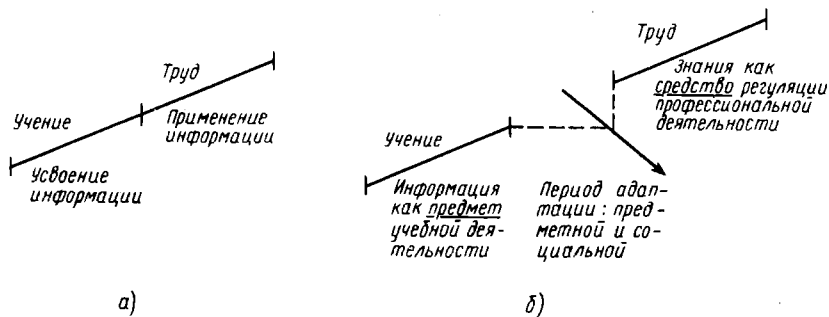 Труд
Применение
информации
Учение
Усвоение
информации
а)
Труд
Знания как
средство регуляции
профессиональной
деятельности
Учение
Информация
как предмет
учебной дея-
тельности
Период адап-
тации: пред-
метной и со-
циальной
б)